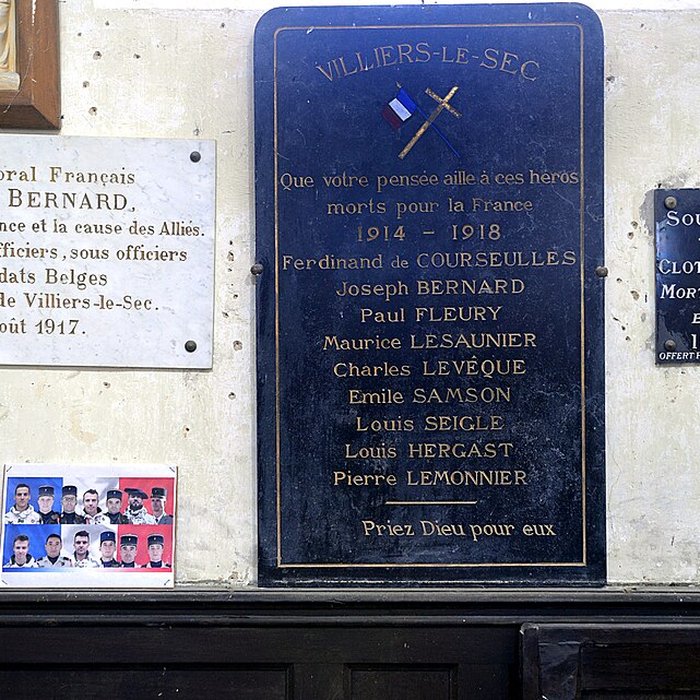 oral Français
BERNARD,
nce et la cause des Alliés.
fficiers, sous officiers
dats Belges
de Villiers-le-Sec.
oût 1917.
VILLIERS-LE-SEC
Que votre pensée aille à ces héros
morts pour la France
1914 - 1918
Ferdinand de COURSEULLES
Joseph BERNARD
Paul FLEURY
Maurice LESAUNIER
Charles LEVÊQUE
Emile SAMSON
Louis SEIGLE
Louis HERGAST
Pierre LEMONNIER
Priez Dieu pour eux
SOU
CLOT
MORT
E
1
OFFERT